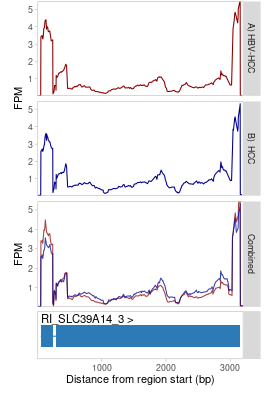 5
4
3
2
1
A) HBV-HCC
FPM
5
4
3
2
1
B) HCC
5
4
3
2
1
Combined
FPM
RI_SLC39A14_3 >
1000 2000 3000
Distance from region start (bp)